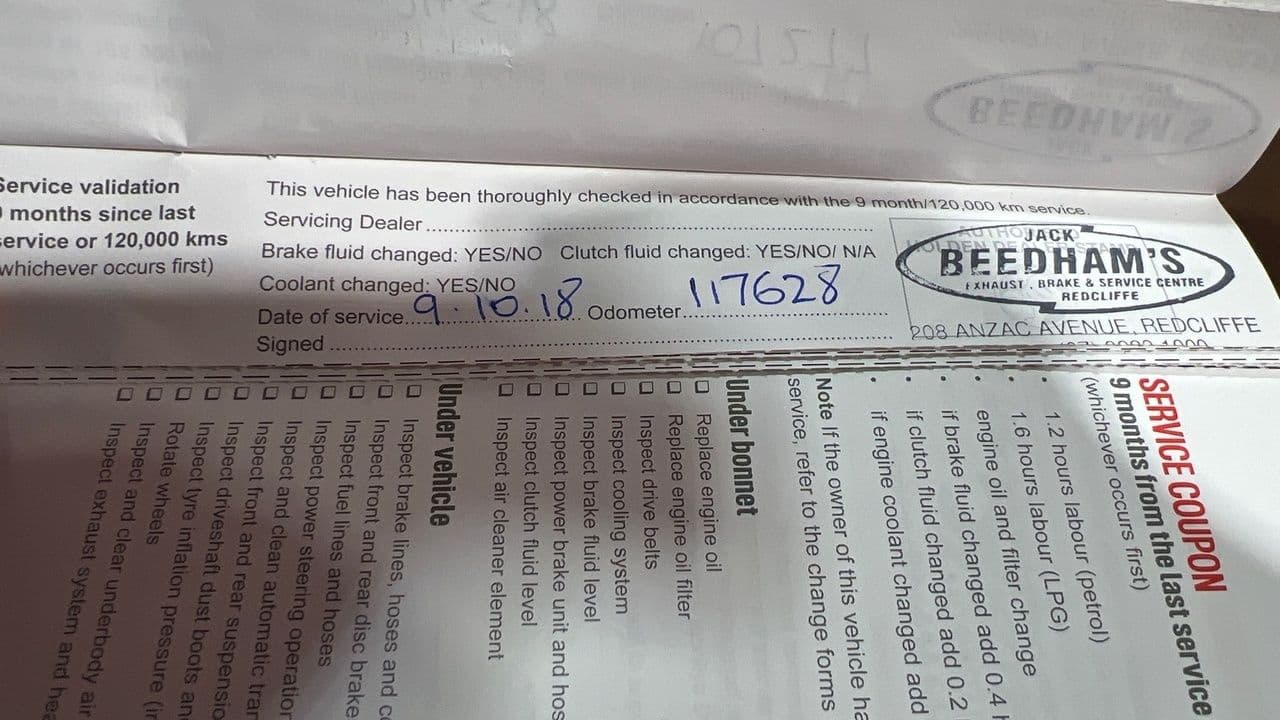 BEEDHAM'S
Service validation
months since last
service or 120,000 kms
whichever occurs first)
This vehicle has been thoroughly checked in accordance with the 9 month/120,000 km service.
Servicing Dealer
Brake fluid changed: YES/NO Clutch fluid changed: YES/NO/ N/A
Coolant changed: YES/NO
Date of service 9.10.18 Odometer 117628
Signed
JACK
BEEDHAM'S
EXHAUST, BRAKE & SERVICE CENTRE
REDCLIFFE
208 ANZAC AVENUE, REDCLIFFE
SERVICE COUPON
9 months from the last service
(whichever occurs first)
• 1.2 hours labour (petrol)
• 1.6 hours labour (LPG)
• engine oil and filter change
• if brake fluid changed add 0.4
• if clutch fluid changed add 0.2
• if engine coolant changed add
Note If the owner of this vehicle ha
service, refer to the change forms
Under bonnet
Replace engine oil
Replace engine oil filter
Inspect drive belts
Inspect cooling system
Inspect brake fluid level
Inspect power brake unit and hos
Inspect clutch fluid level
Inspect air cleaner element
Under vehicle
Inspect brake lines, hoses and c
Inspect front and rear disc brake
Inspect fuel lines and hoses
Inspect power steering operation
Inspect and clean automatic tran
Inspect front and rear suspensio
Inspect driveshaft dust boots an
Inspect tyre inflation pressure (i
Rotate wheels
Inspect and clear underbody air
Inspect exhaust system and hea